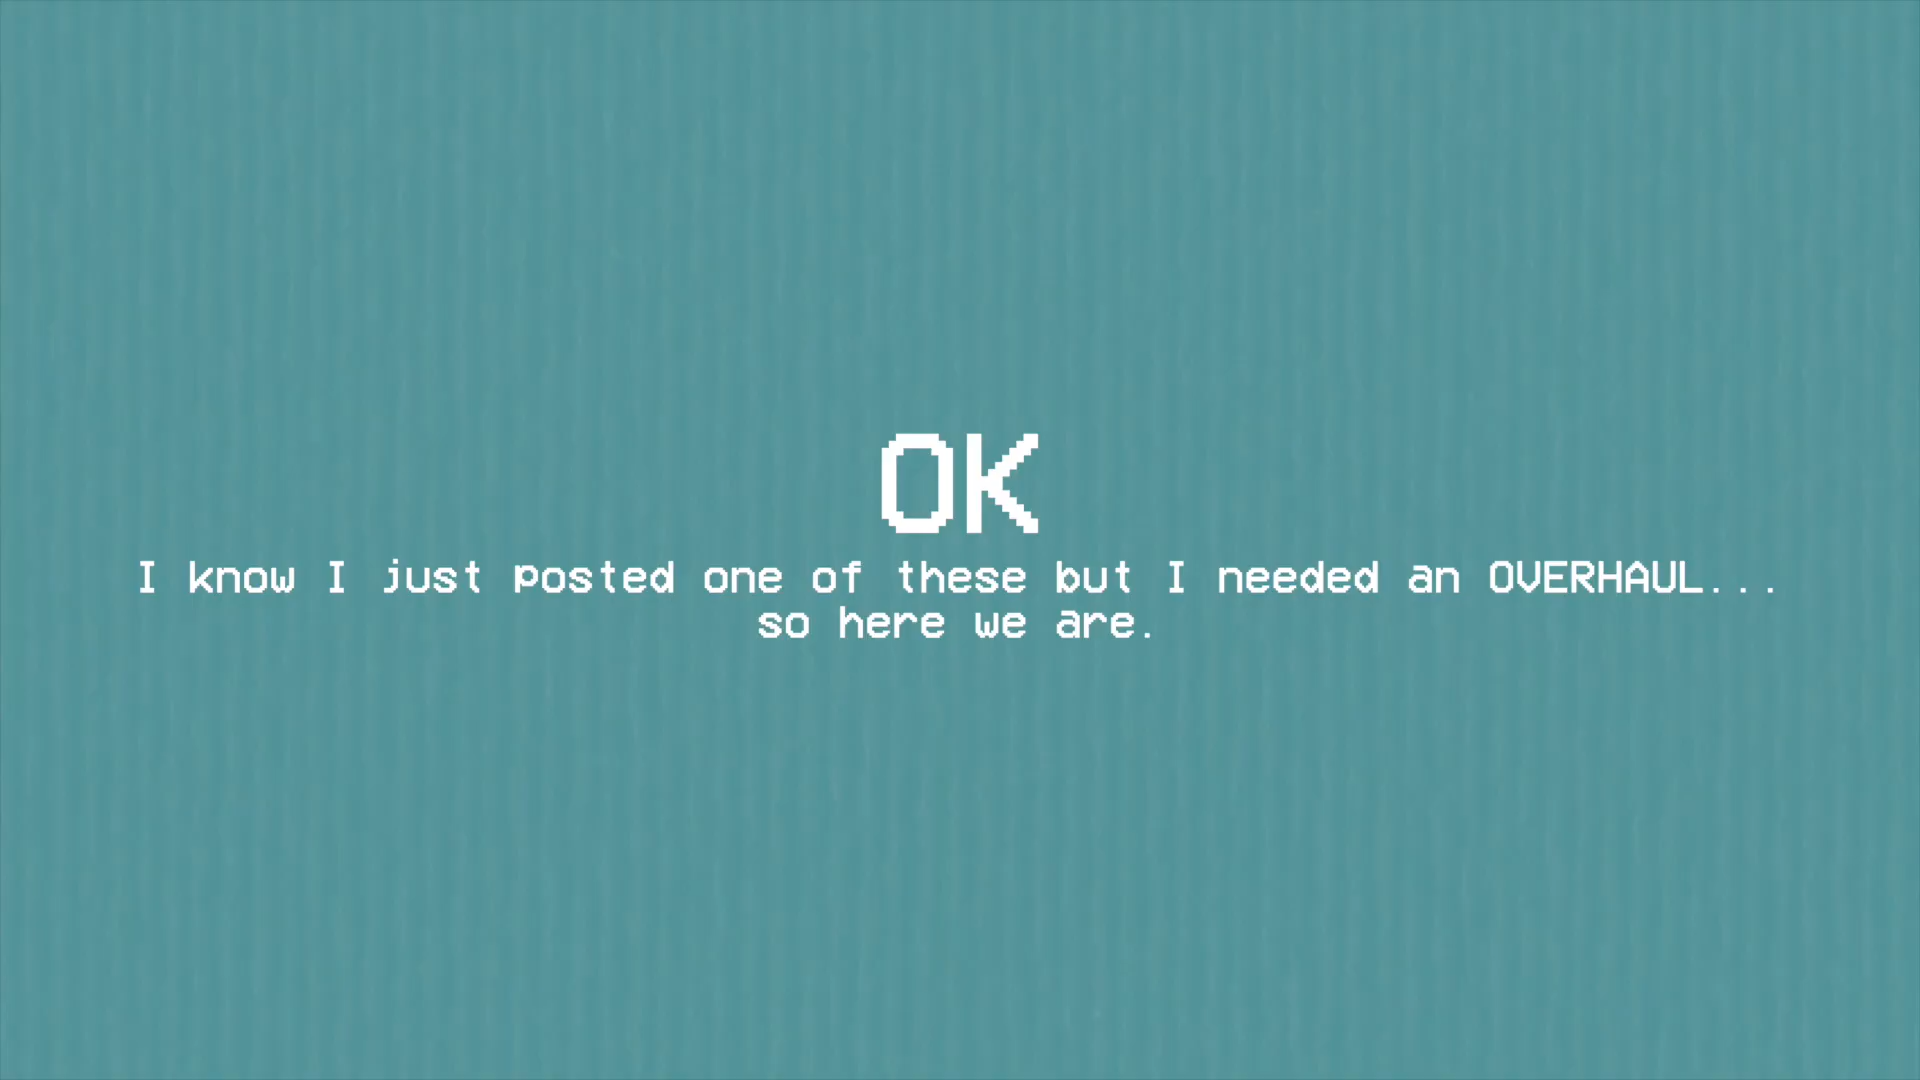 OK
I know I just posted one of these but I needed an OVERHAUL...
so here we are.